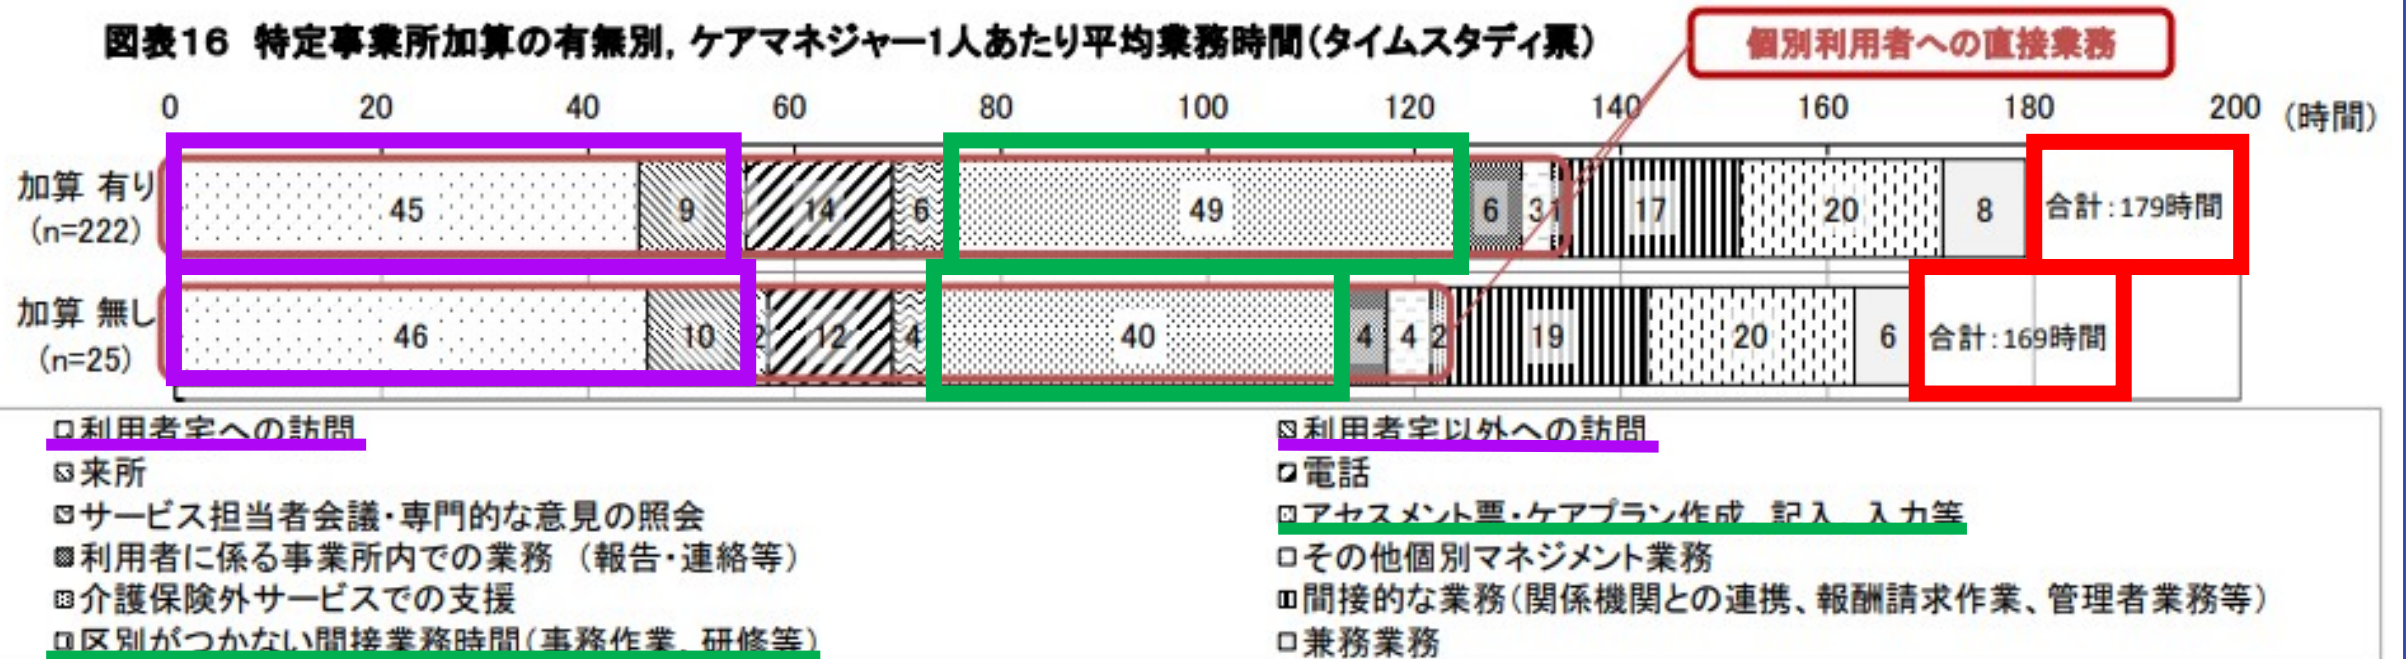 図表16 特定事業所加算の有無別，ケアマネジャー1人あたり平均業務時間（タイムスタディ票）
個別利用者への直接業務
0 20 40 60 80 100 120 140 160 180 200 （時間）
加算 有り
（n=222）
45 9 14 6 49 6 3 1 17 20 8 合計：179時間
加算 無し
（n=25）
46 10 2 12 4 40 4 4 2 19 20 6 合計：169時間
利用者宅への訪問
利用者宅以外への訪問
来所
電話
サービス担当者会議・専門的な意見の照会
アセスメント票・ケアプラン作成、記入、入力等
利用者に係る事業所内での業務 （報告・連絡等）
その他個別マネジメント業務
介護保険外サービスでの支援
間接的な業務（関係機関との連携、報酬請求作業、管理者業務等）
区別がつかない間接業務時間（事務作業、研修等）
兼務業務